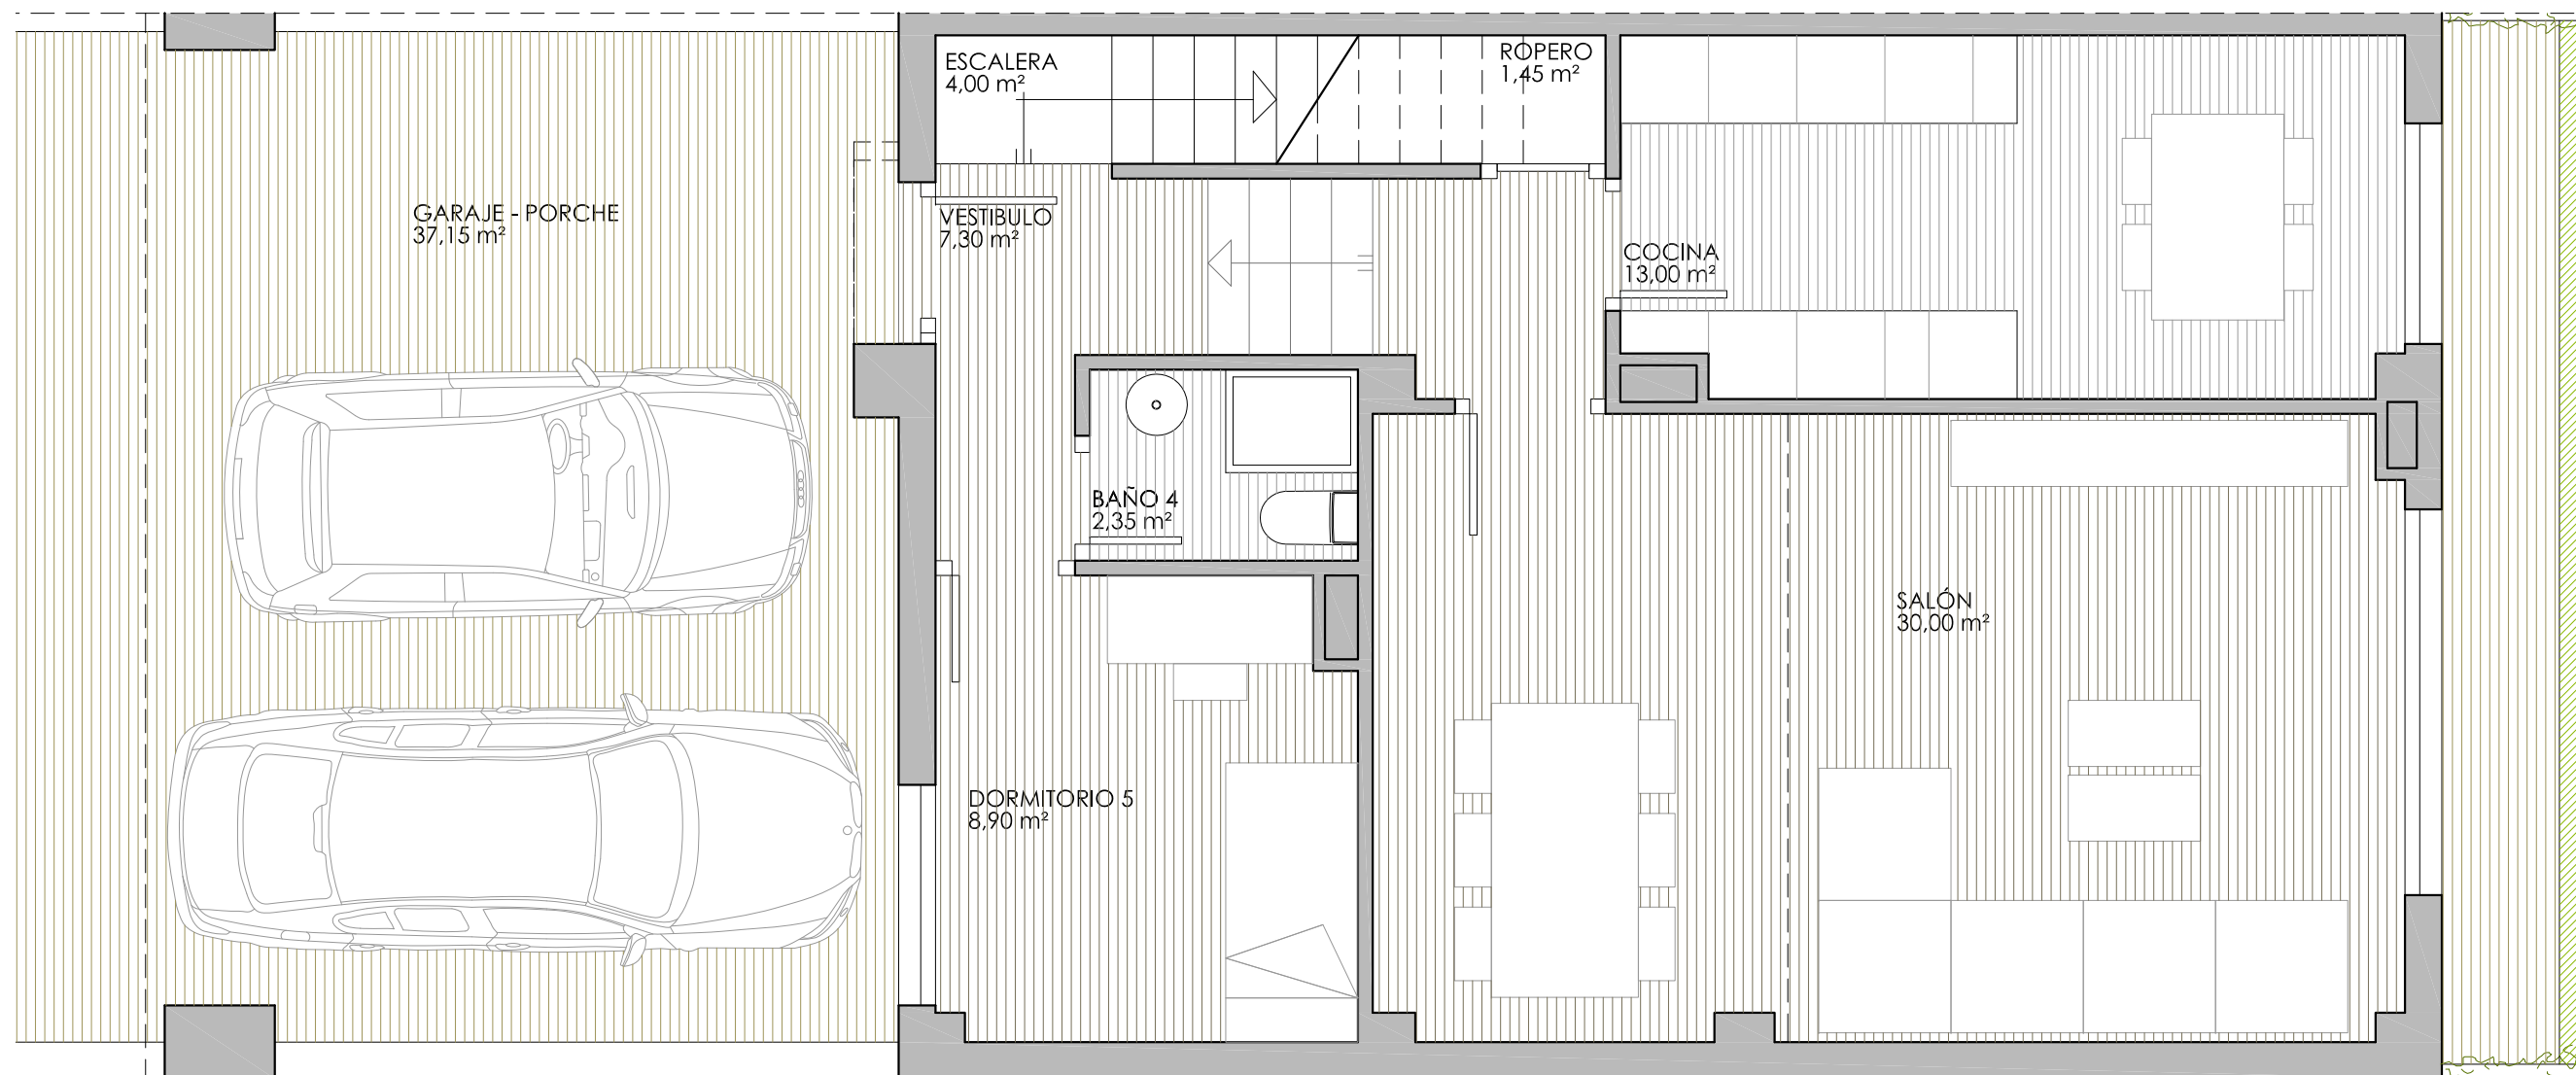 ESCALERA
4,00 m²
ROPERO
1,45 m²
GARAJE - PORCHE
37,15 m²
VESTIBULO
7,30 m²
COCINA
13,00 m²
BAÑO 4
2,35 m²
SALÓN
30,00 m²
DORMITORIO 5
8,90 m²